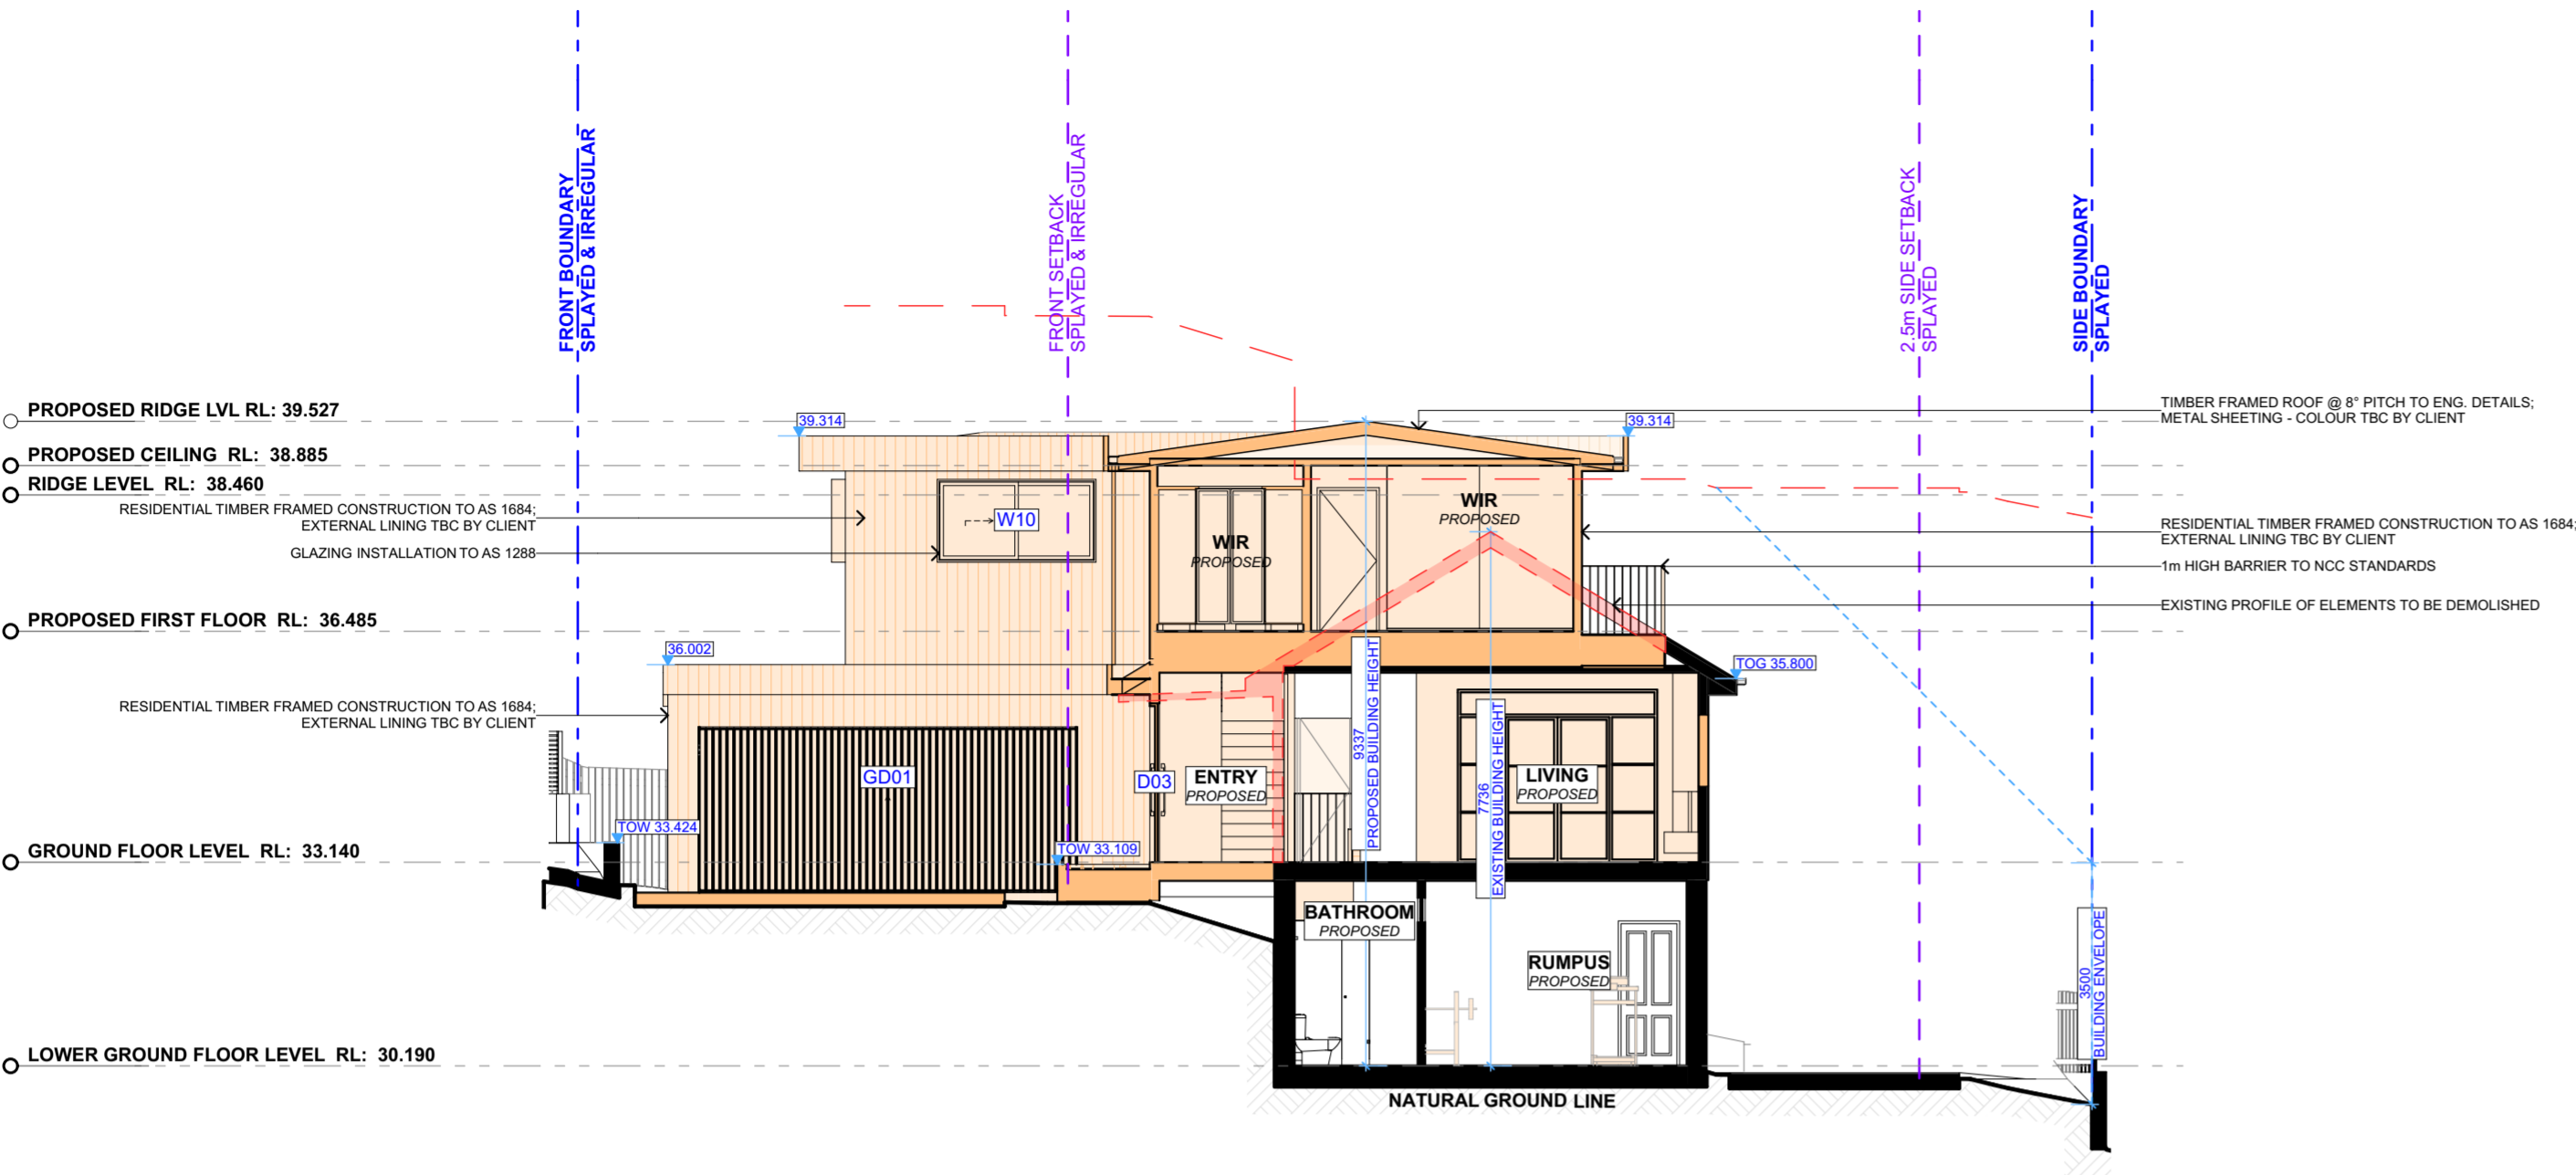 FRONT BOUNDARY
SPLAYED & IRREGULAR
FRONT SETBACK
SPLAYED & IRREGULAR
2.5m SIDE SETBACK
SPLAYED
SIDE BOUNDARY
SPLAYED
PROPOSED RIDGE LVL RL: 39.527
39.314
39.314
TIMBER FRAMED ROOF @ 8° PITCH TO ENG. DETAILS;
METAL SHEETING - COLOUR TBC BY CLIENT
PROPOSED CEILING RL: 38.885
RIDGE LEVEL RL: 38.460
RESIDENTIAL TIMBER FRAMED CONSTRUCTION TO AS 1684;
EXTERNAL LINING TBC BY CLIENT
GLAZING INSTALLATION TO AS 1288
W10
WIR
PROPOSED
WIR
PROPOSED
RESIDENTIAL TIMBER FRAMED CONSTRUCTION TO AS 1684;
EXTERNAL LINING TBC BY CLIENT
1m HIGH BARRIER TO NCC STANDARDS
EXISTING PROFILE OF ELEMENTS TO BE DEMOLISHED
PROPOSED FIRST FLOOR RL: 36.485
36.002
TOG 35.800
RESIDENTIAL TIMBER FRAMED CONSTRUCTION TO AS 1684;
EXTERNAL LINING TBC BY CLIENT
9337
PROPOSED BUILDING HEIGHT
7736
EXISTING BUILDING HEIGHT
GD01
D03
ENTRY
PROPOSED
LIVING
PROPOSED
TOW 33.424
TOW 33.109
GROUND FLOOR LEVEL RL: 33.140
BATHROOM
PROPOSED
RUMPUS
PROPOSED
3500
BUILDING ENVELOPE
LOWER GROUND FLOOR LEVEL RL: 30.190
NATURAL GROUND LINE